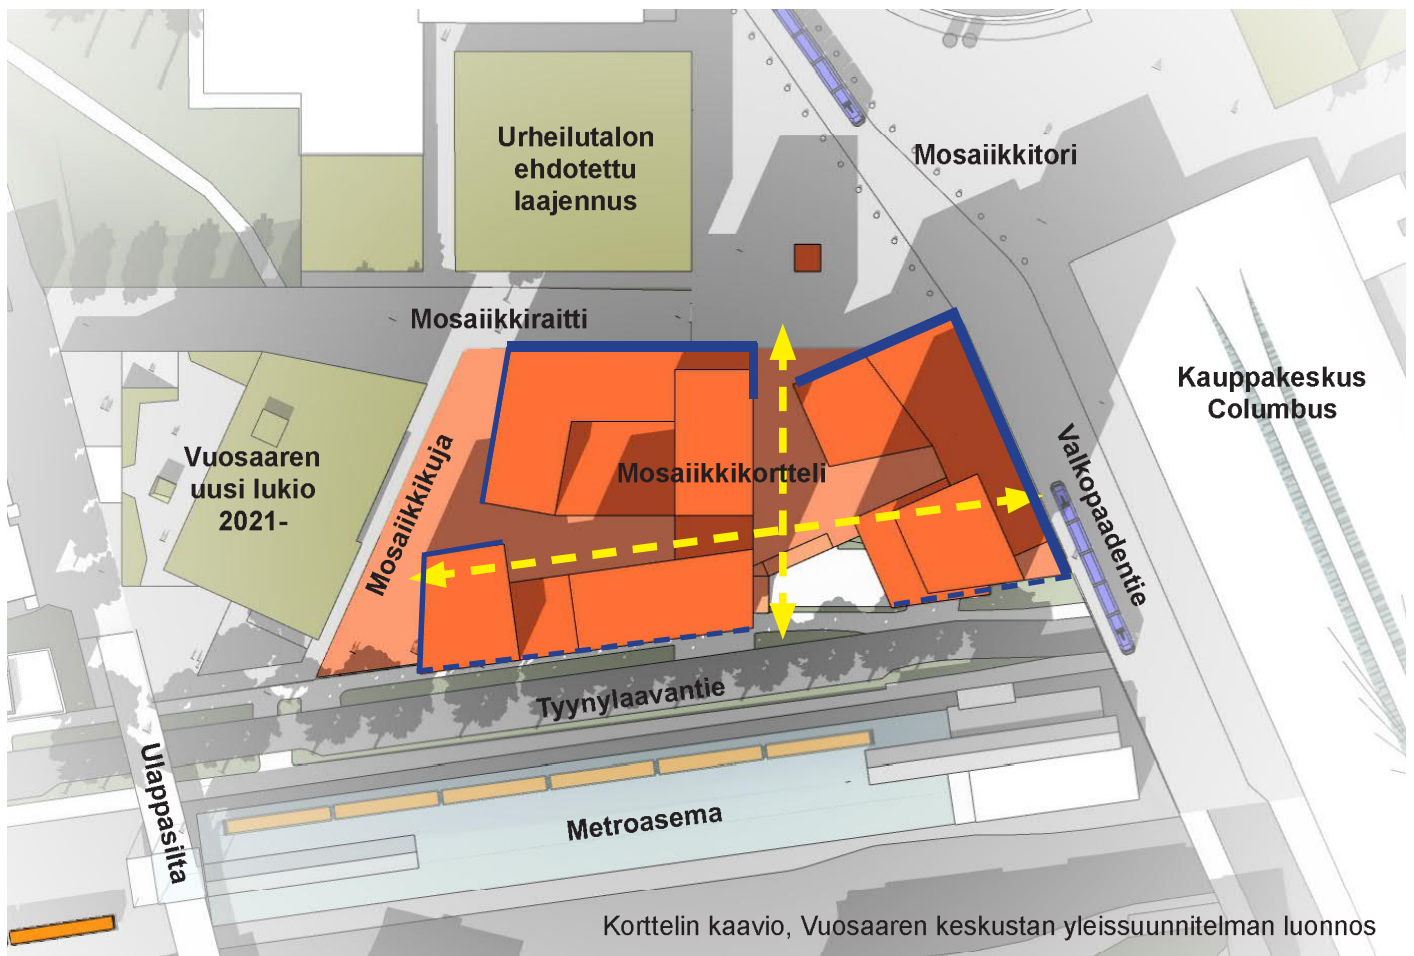 Urheilutalon
ehdotettu
laajennus
Mosaiikkitori
Mosaiikkiraitti
Kauppakeskus
Columbus
Vuosaaren
uusi lukio
2021-
Mosaiikkikuja
Mosaiikkikortteli
Valkopaadentie
Tyynylaavantie
Ulappasilta
Metroasema
Korttelin kaavio, Vuosaaren keskustan yleissuunnitelman luonnos